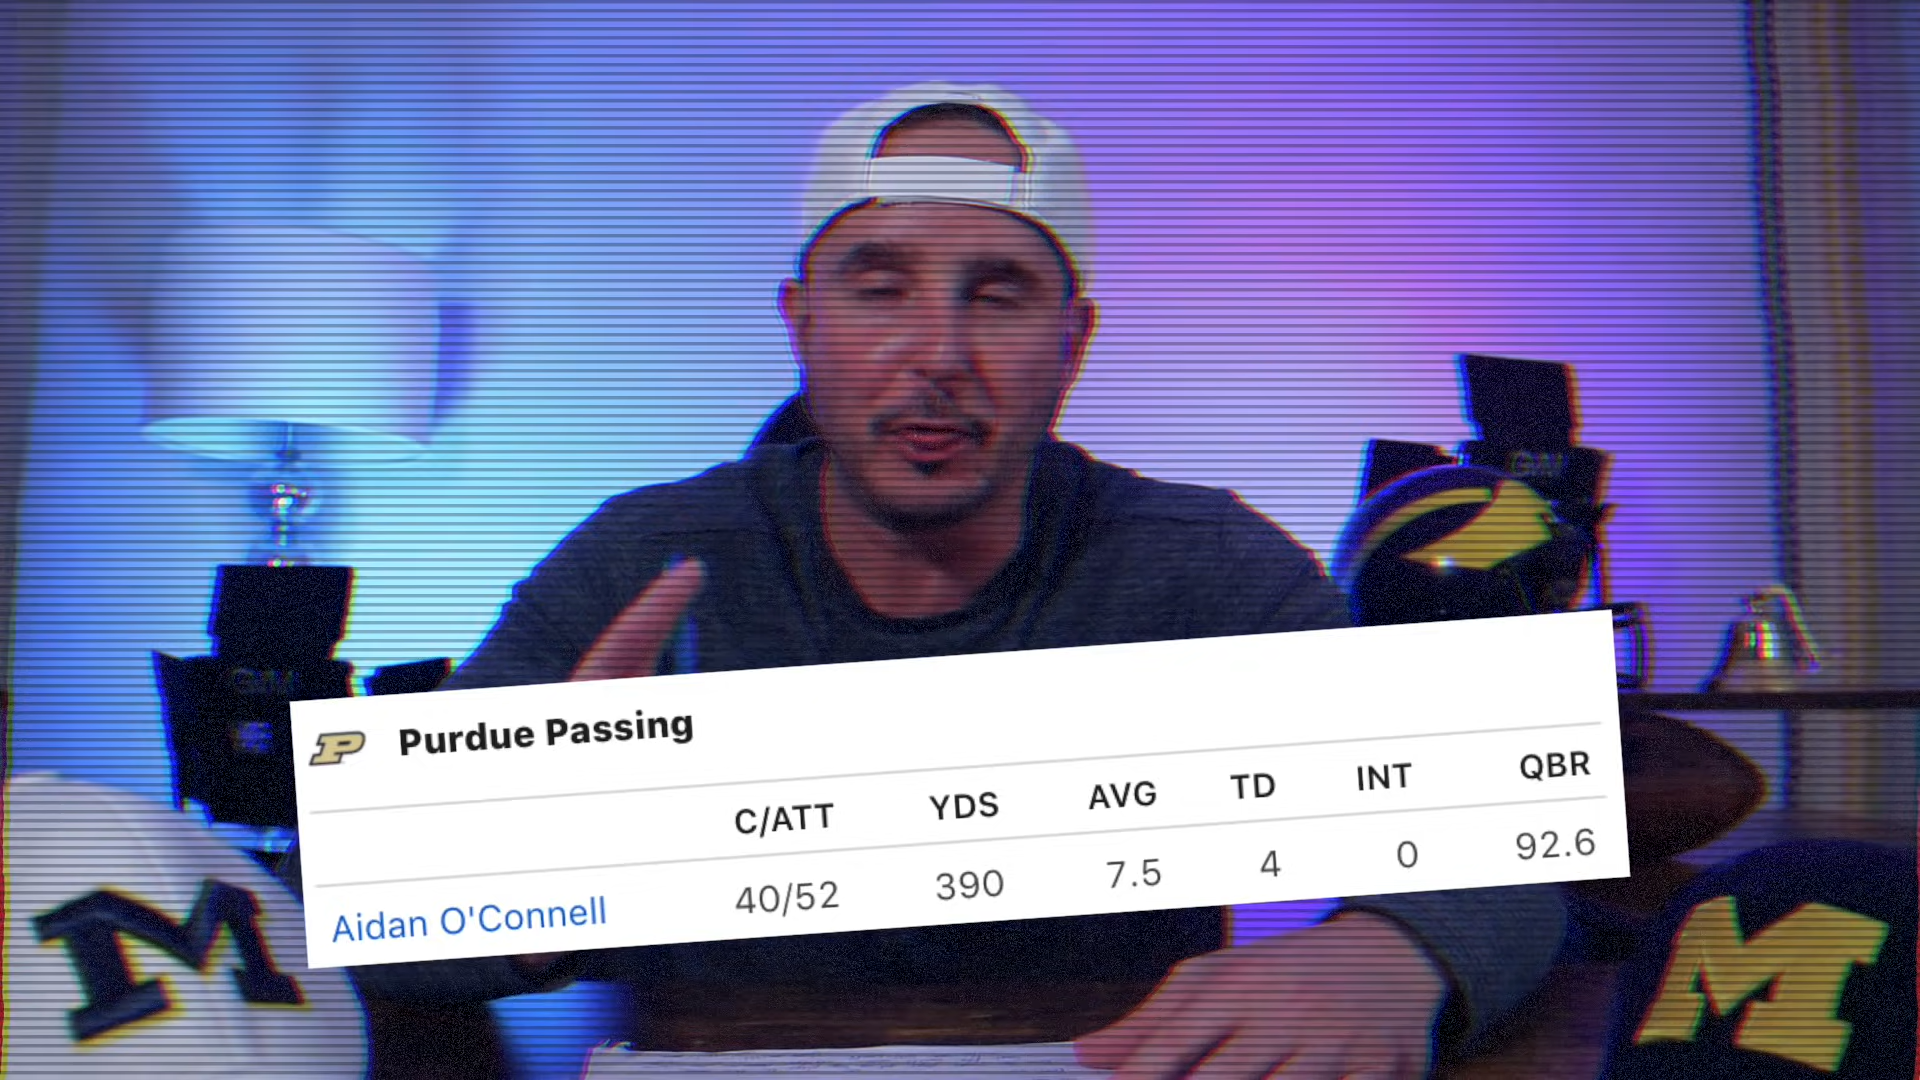 P Purdue Passing
C/ATT YDS AVG TD INT QBR
Aidan O'Connell 40/52 390 7.5 4 0 92.6
M
M